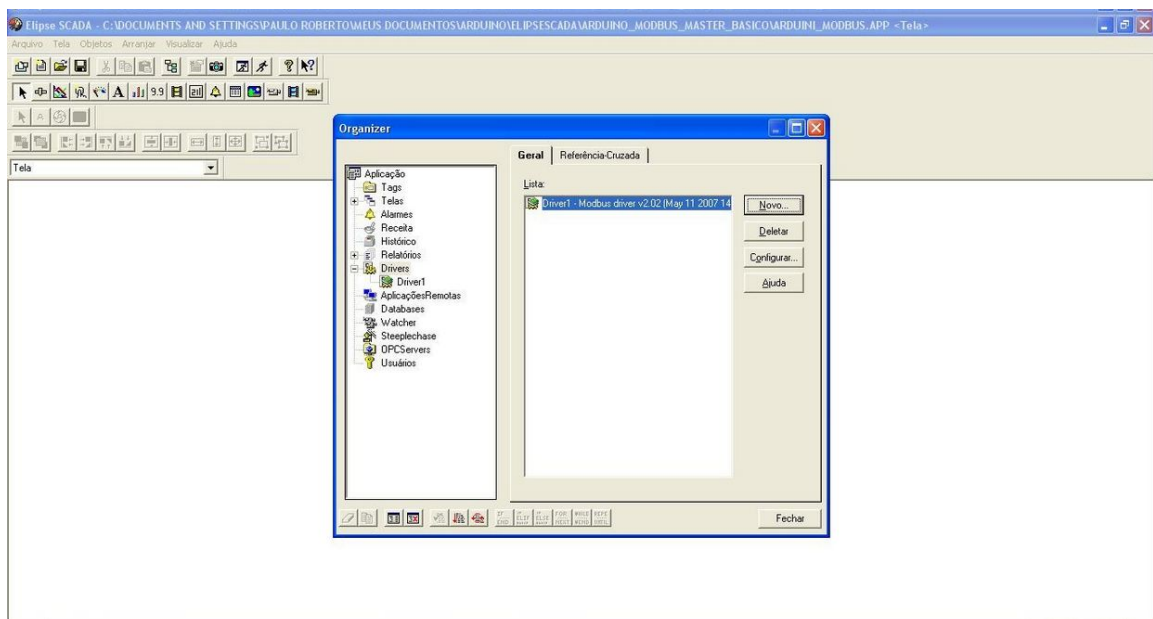 Elipse SCADA - C:\DOCUMENTS AND SETTINGS\PAULO ROBERTO\MEUS DOCUMENTOS\ARDUINO\ELIPSESCADA\ARDUINO_MODBUS_MASTER_BASICO\ARDUINI_MODBUS.APP <Tela>
Arquivo Tela Objetos Arranjar Visualizar Ajuda
Tela
Organizer
Geral Referência-Cruzada
Aplicação
Tags
Telas
Alarmes
Receita
Histórico
Relatórios
Drivers
Driver1
AplicaçõesRemotas
Databases
Watcher
Steeplechase
OPCServers
Usuários
Lista:
Driver1 - Modbus driver v2.02 (May 11 2007 14
Novo...
Deletar
Configurar...
Ajuda
Fechar